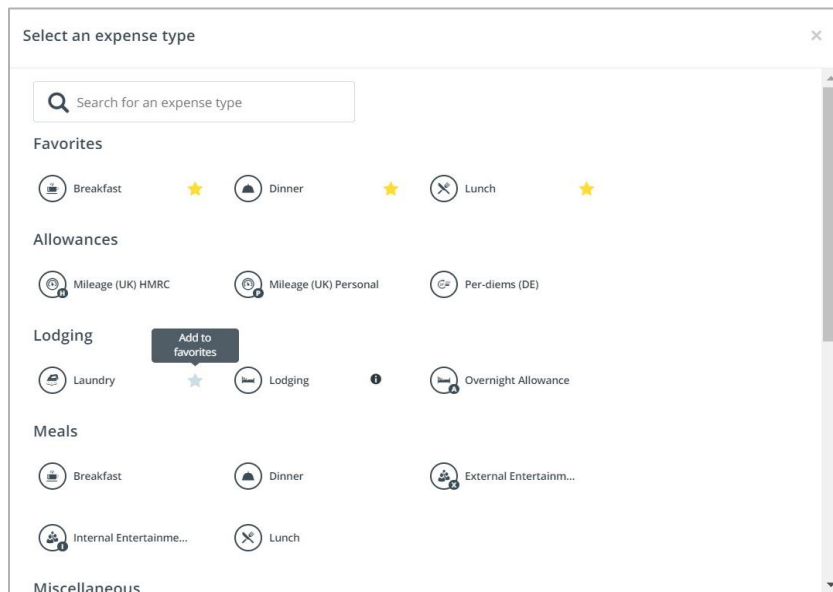 Select an expense type
Search for an expense type
Favorites
Breakfast Dinner Lunch
Allowances
Mileage (UK) HMRC Mileage (UK) Personal Per-diems (DE)
Lodging
Add to
favorites
Laundry Lodging Overnight Allowance
Meals
Breakfast Dinner External Entertainm...
Internal Entertainme... Lunch
Miscellaneous